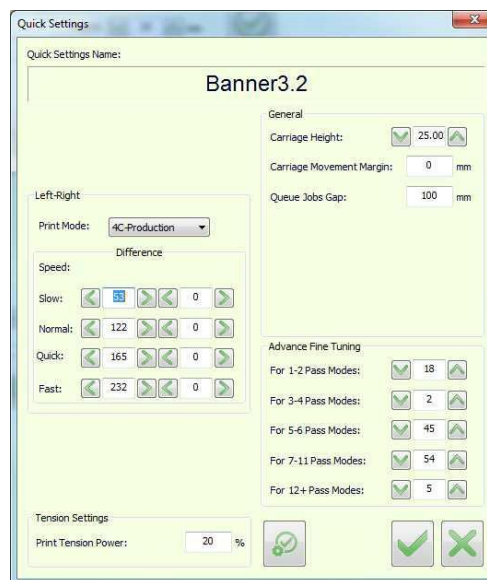 Quick Settings
Quick Settings Name:
Banner3.2
General
Carriage Height: 25.00
Carriage Movement Margin: 0 mm
Queue Jobs Gap: 100 mm
Left-Right
Print Mode: 4C-Production
Difference
Speed:
Slow: 53 0
Normal: 122 0
Quick: 165 0
Fast: 232 0
Advance Fine Tuning
For 1-2 Pass Modes: 18
For 3-4 Pass Modes: 2
For 5-6 Pass Modes: 45
For 7-11 Pass Modes: 54
For 12+ Pass Modes: 5
Tension Settings
Print Tension Power: 20 %